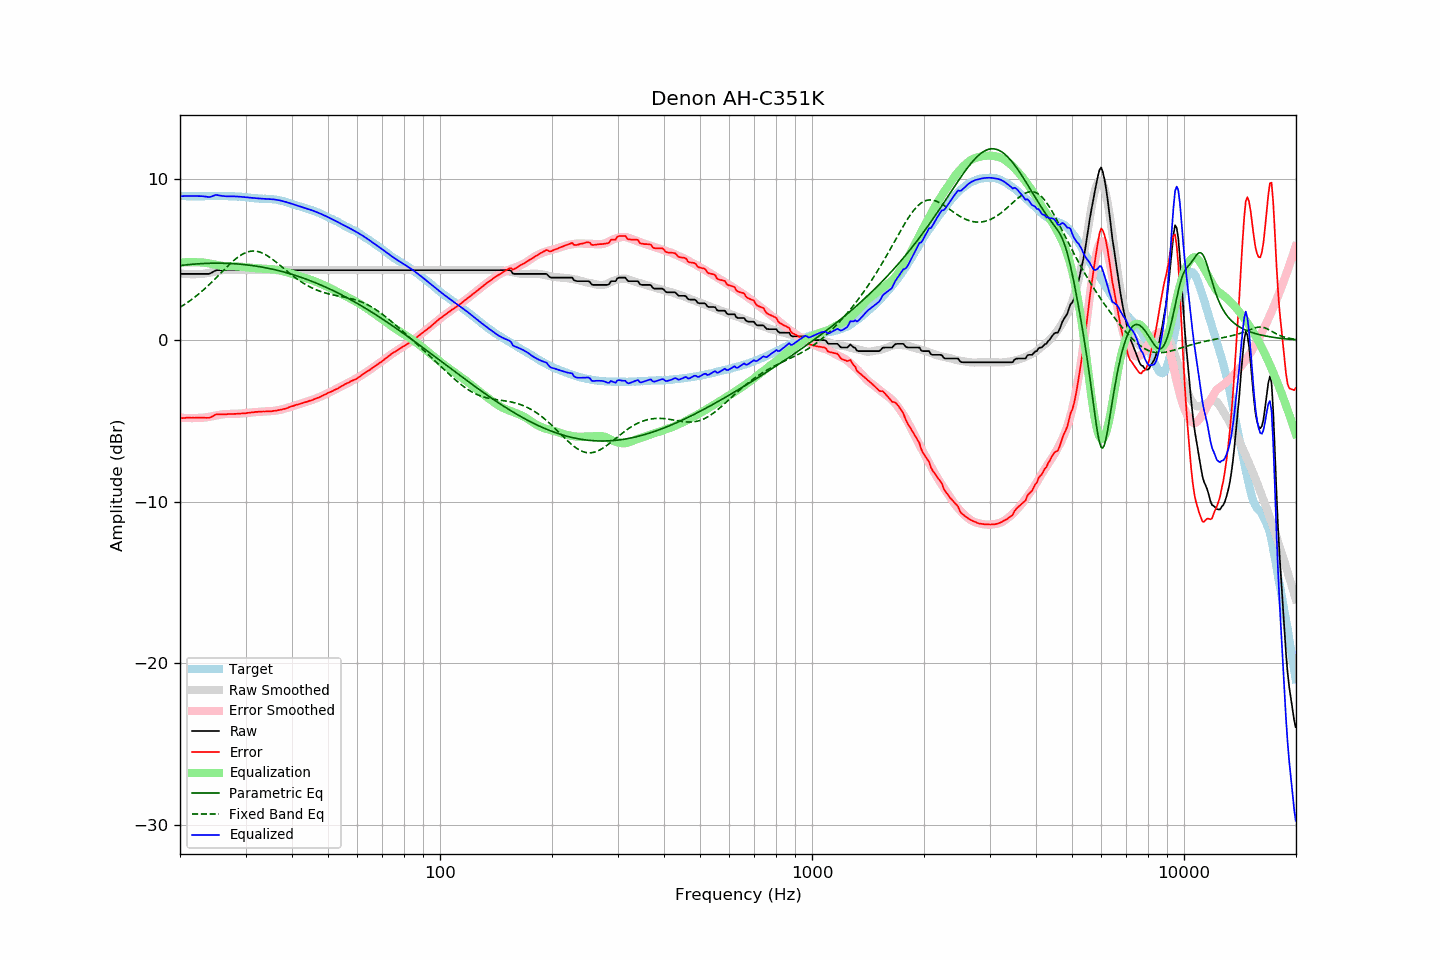 Denon AH-C351K
Amplitude (dBr)
10
0
−10
−20
−30
Target
Raw Smoothed
Error Smoothed
Raw
Error
Equalization
Parametric Eq
Fixed Band Eq
Equalized
100
1000
10000
Frequency (Hz)